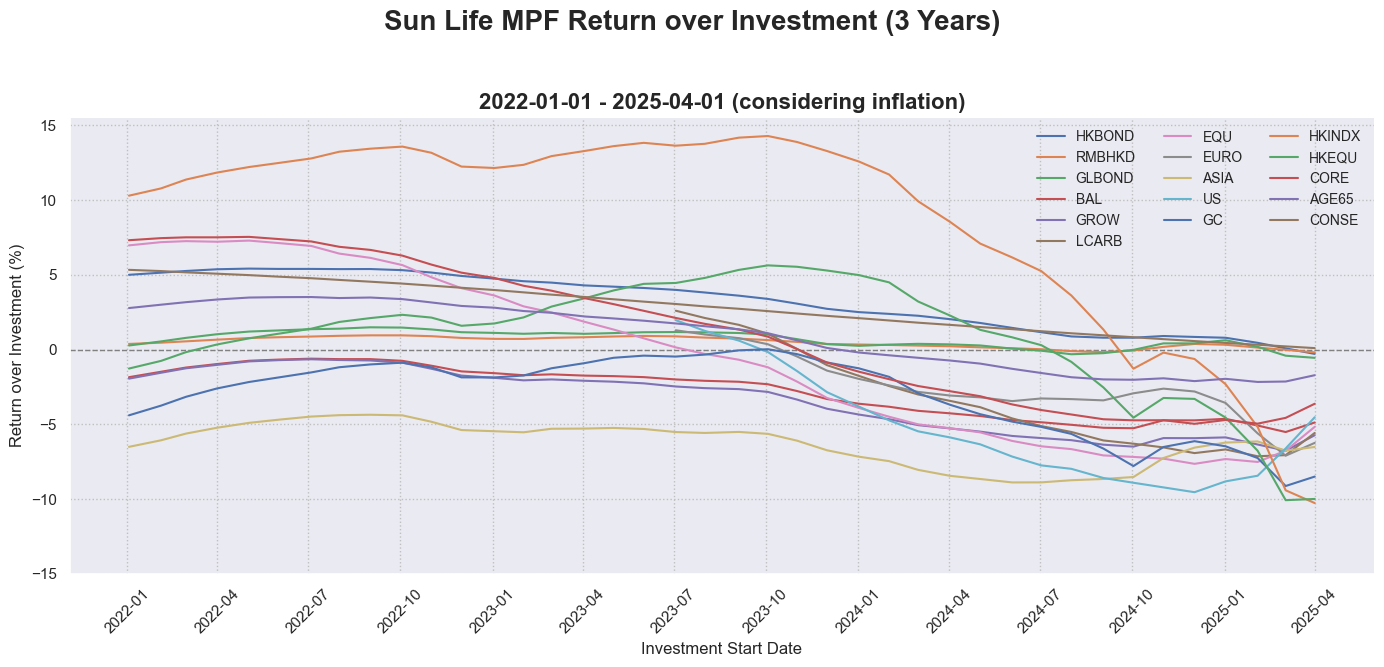 Sun Life MPF Return over Investment (3 Years)
2022-01-01 - 2025-04-01 (considering inflation)
Return over Investment (%)
15
10
5
0
−5
−10
−15
HKBOND EQU HKINDX
RMBHKD EURO HKEQU
GLBOND ASIA CORE
BAL US AGE65
GROW GC CONSE
LCARB
2022-01 2022-04 2022-07 2022-10 2023-01 2023-04 2023-07 2023-10 2024-01 2024-04 2024-07 2024-10 2025-01 2025-04
Investment Start Date